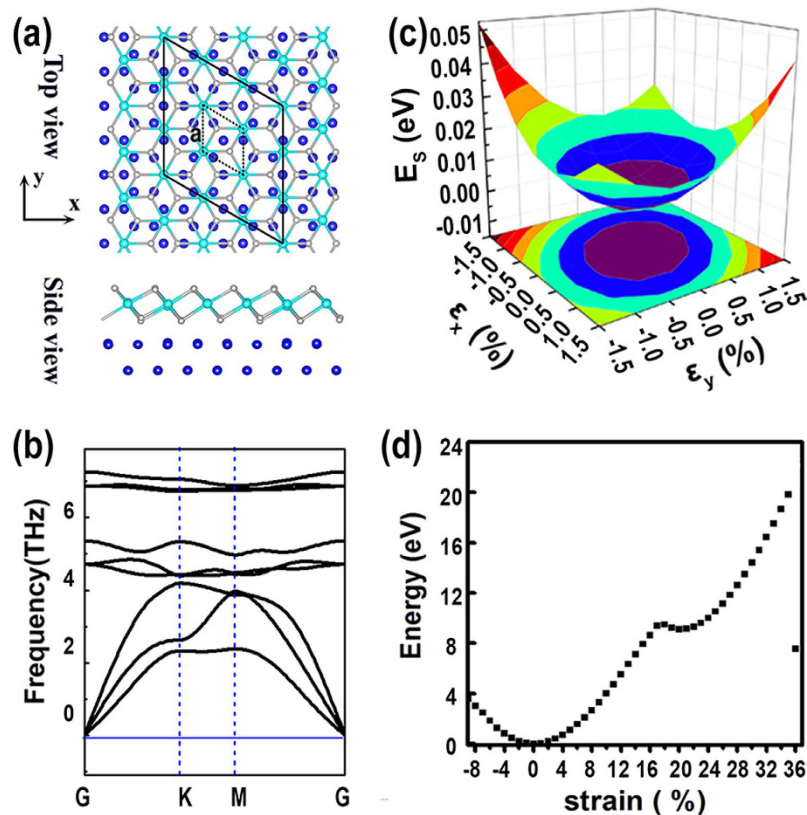 (a)
Top view
a
y
x
Side view
(c)
E_S (eV)
0.05
0.04
0.03
0.02
0.01
0.00
-0.01
-1.5
-1.0
-0.5
0.0
0.5
1.0
1.5
ε_x (%)
-1.5
-1.0
-0.5
0.0
0.5
1.0
1.5
ε_y (%)
(b)
Frequency(THz)
6
4
2
0
G K M G
(d)
Energy (eV)
24
20
16
12
8
4
0
-8 -4 0 4 8 12 16 20 24 28 32 36
strain ( %)